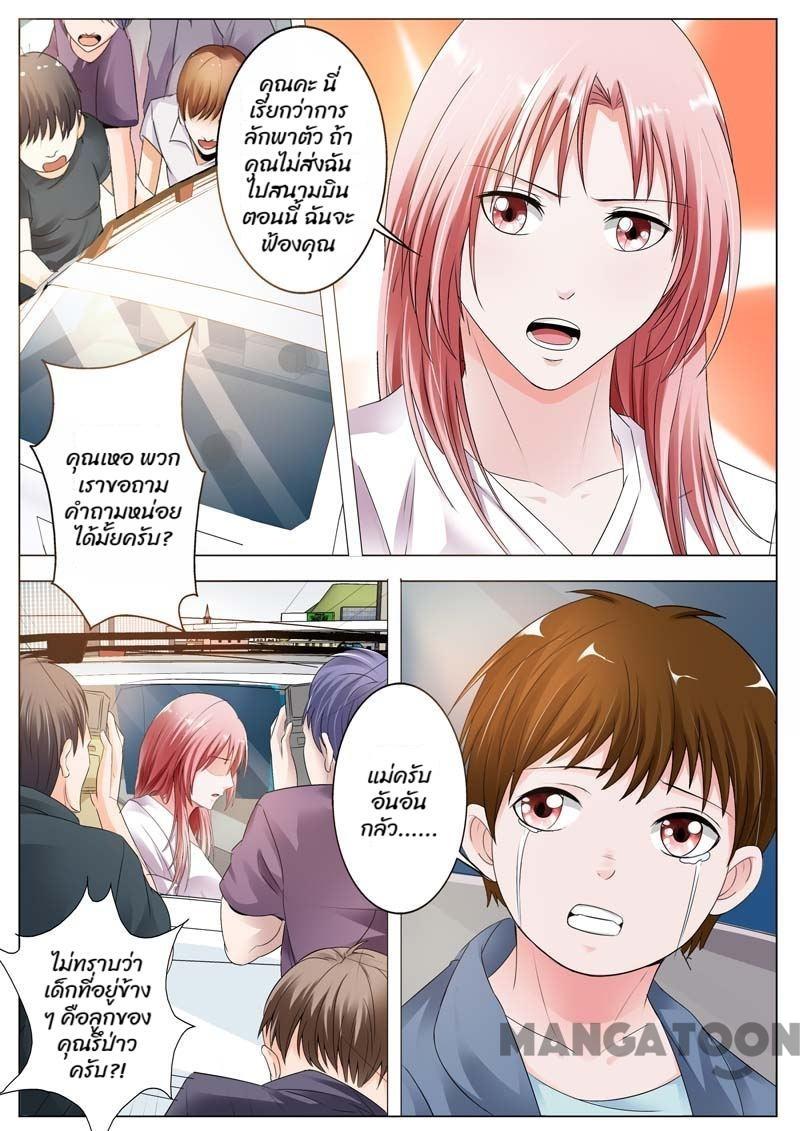 คุณคะ นี่
เรียกว่าการ
ลักพาตัว ถ้า
คุณไม่ส่งฉัน
ไปสนามบิน
ตอนนี้ ฉันจะ
ฟ้องคุณ
คุณเหอ พวก
เราขอถาม
คำถามหน่อย
ได้มั้ยครับ?
แม่ครับ
อันอัน
กลัว......
ไม่ทราบว่า
เด็กที่อยู่ข้าง
ๆ คือลูกของ
คุณรึป่าว
ครับ?!
MANGATOON